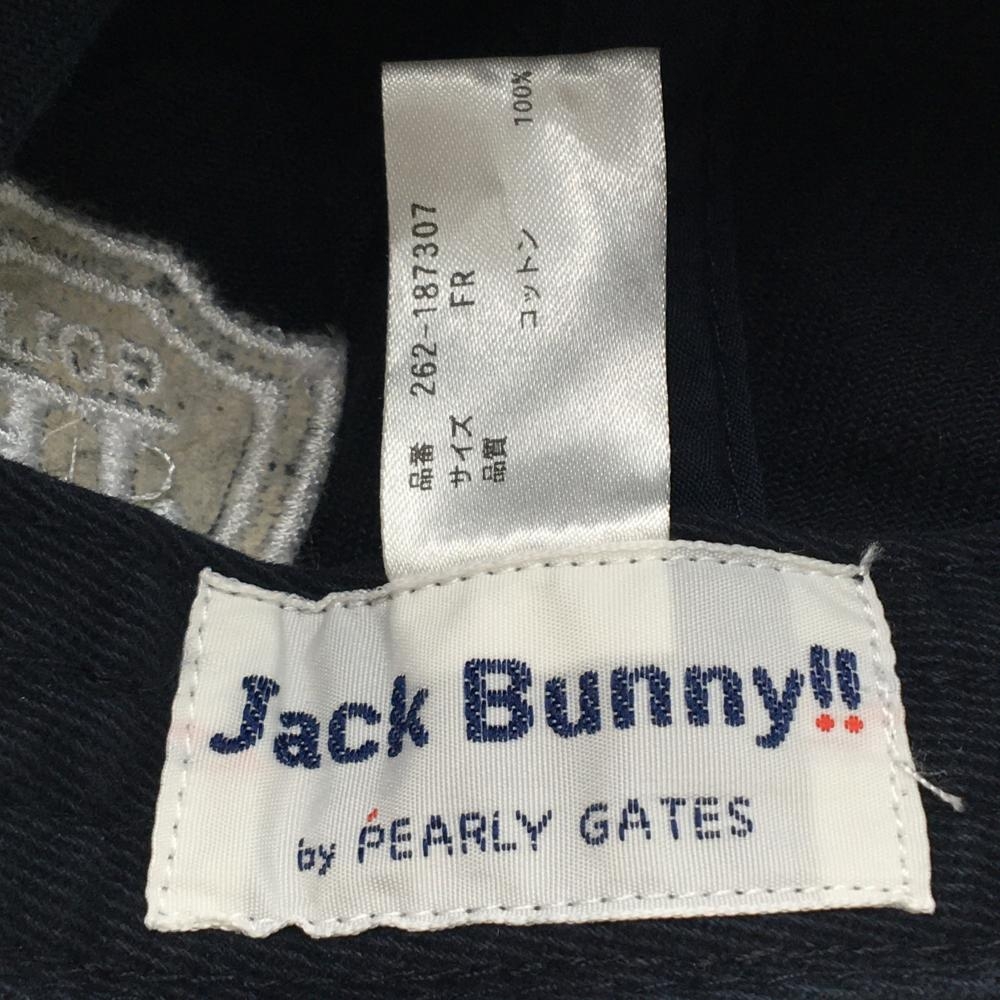 品番 262-187307
サイズ FR
品質 コットン 100%
Jack Bunny!!
by PEARLY GATES